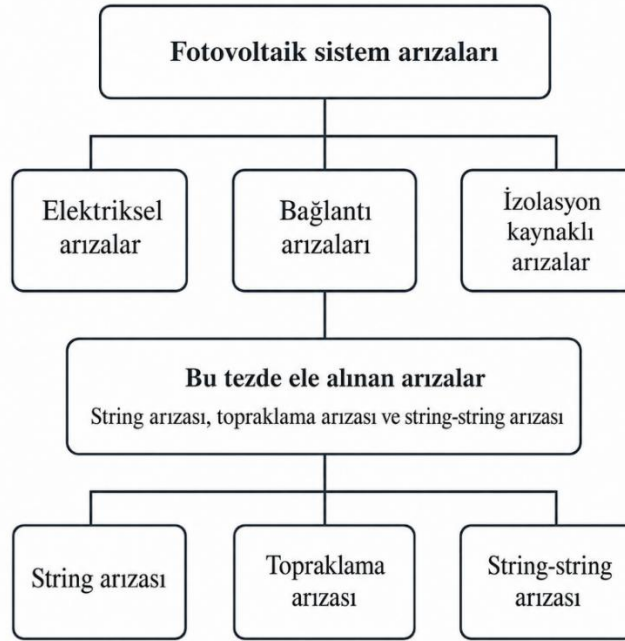 Fotovoltaik sistem arızaları
Elektriksel
arızalar
Bağlantı
arızaları
İzolasyon
kaynaklı
arızalar
Bu tezde ele alınan arızalar
String arızası, topraklama arızası ve string-string arızası
String arızası
Topraklama
arızası
String-string
arızası